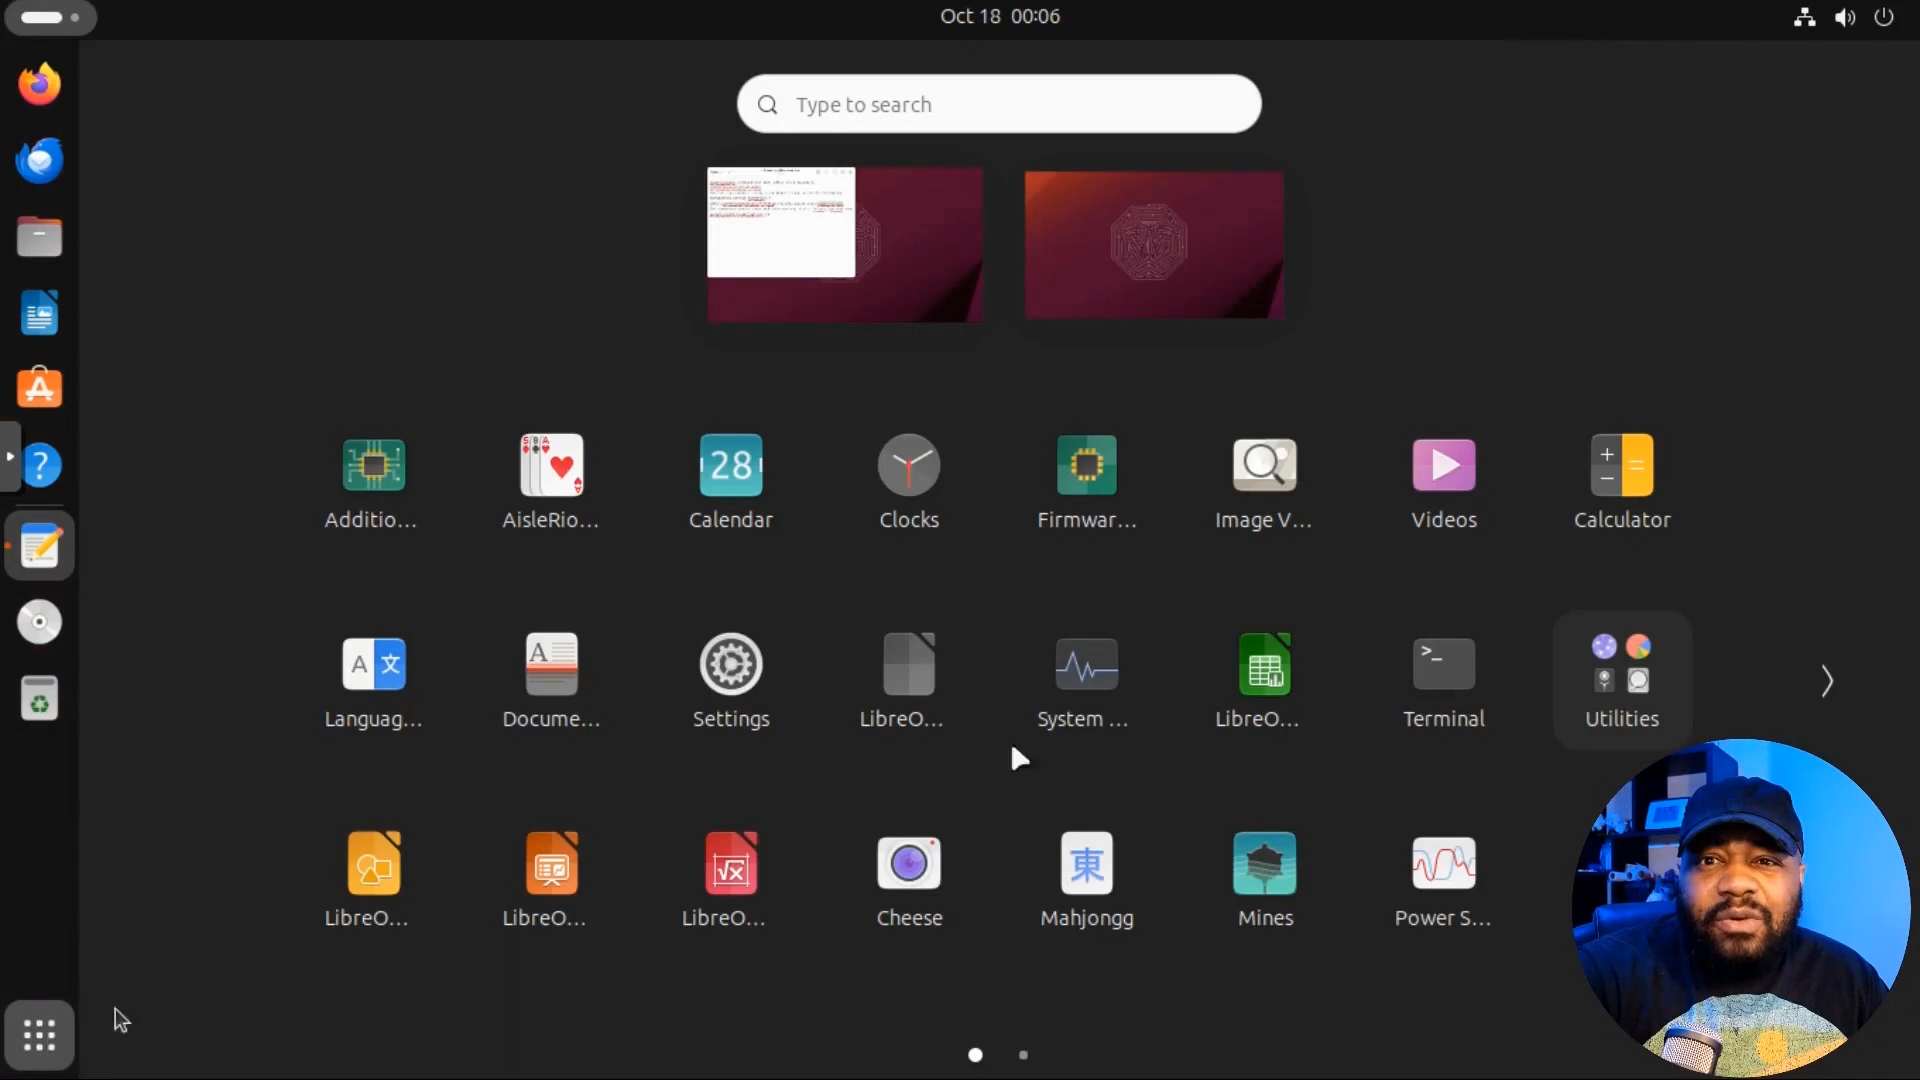 Oct 18 00:06
Type to search
28
Additio...
AisleRio...
Calendar
Clocks
Firmwar...
Image V...
Videos
Calculator
A 文
A
>_
Languag...
Docume...
Settings
LibreO...
System ...
LibreO...
Terminal
Utilities
√x
東
LibreO...
LibreO...
LibreO...
Cheese
Mahjongg
Mines
Power S...